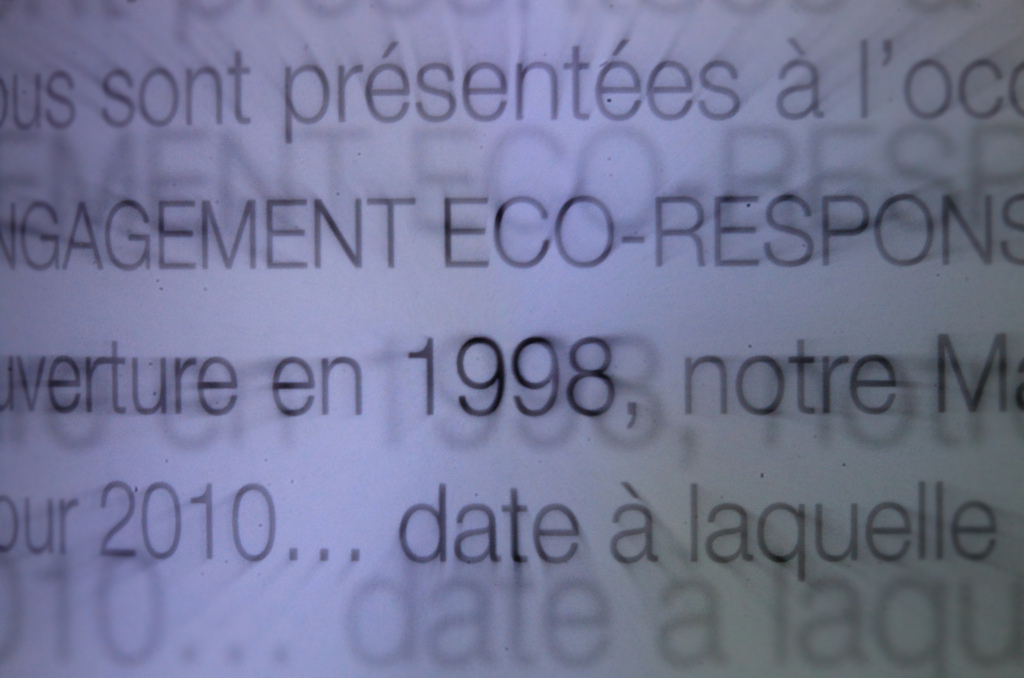 ous sont présentées à l'occ
NGAGEMENT ECO-RESPONS
uverture en 1998, notre Ma
our 2010... date à laquelle